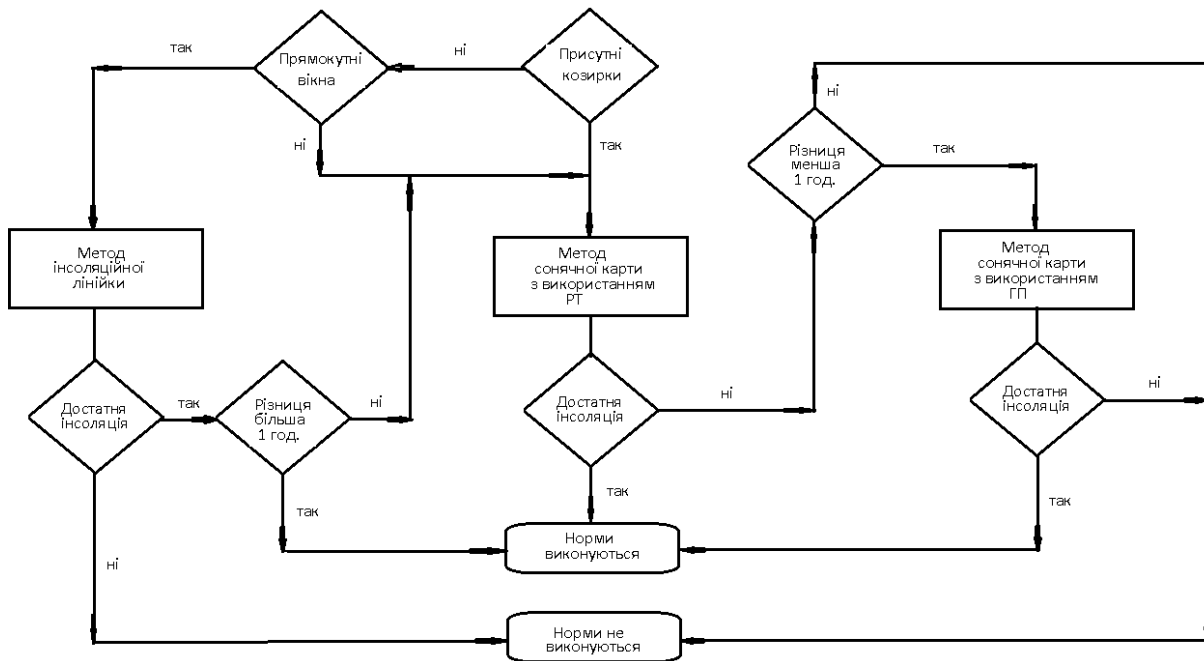 так
Прямокутні
вікна
ні
Присутні
козирки
ні
так
ні
Різниця
менша
1 год.
так
Метод
інсоляційної
лінійки
Метод
сонячної карти
з використанням
РТ
Метод
сонячної карти
з використанням
ГП
Достатня
інсоляція
так
Різниця
більша
1 год.
ні
Достатня
інсоляція
ні
Достатня
інсоляція
ні
так
так
так
ні
Норми
виконуються
Норми не
виконуються